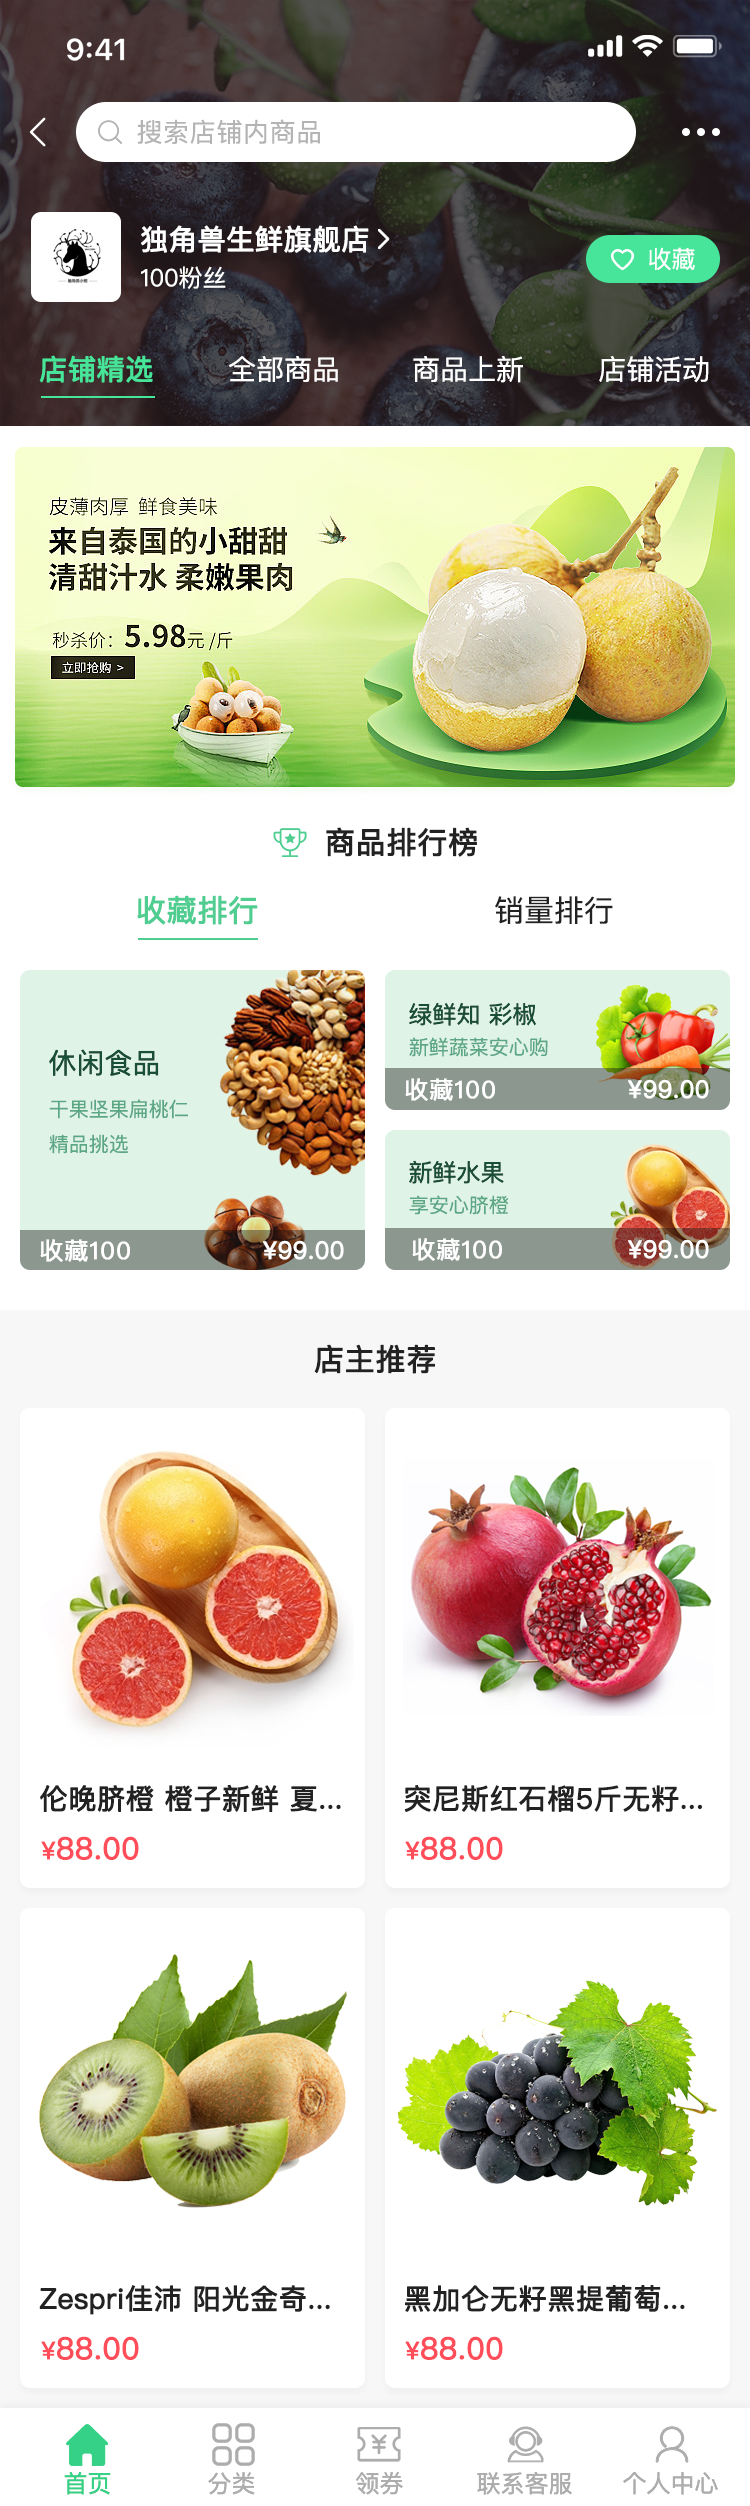 9:41
搜索店铺内商品
独角兽生鲜旗舰店
100粉丝
收藏
店铺精选 全部商品 商品上新 店铺活动
皮薄肉厚 鲜食美味
来自泰国的小甜甜
清甜汁水 柔嫩果肉
秒杀价: 5.98元/斤
立即抢购 >
商品排行榜
收藏排行 销量排行
休闲食品
干果坚果扁桃仁
精品挑选
收藏100 ¥99.00
绿鲜知 彩椒
新鲜蔬菜安心购
收藏100 ¥99.00
新鲜水果
享安心脐橙
收藏100 ¥99.00
店主推荐
伦晚脐橙 橙子新鲜 夏...
¥88.00
突尼斯红石榴5斤无籽...
¥88.00
Zespri佳沛 阳光金奇...
¥88.00
黑加仑无籽黑提葡萄...
¥88.00
首页 分类 领券 联系客服 个人中心